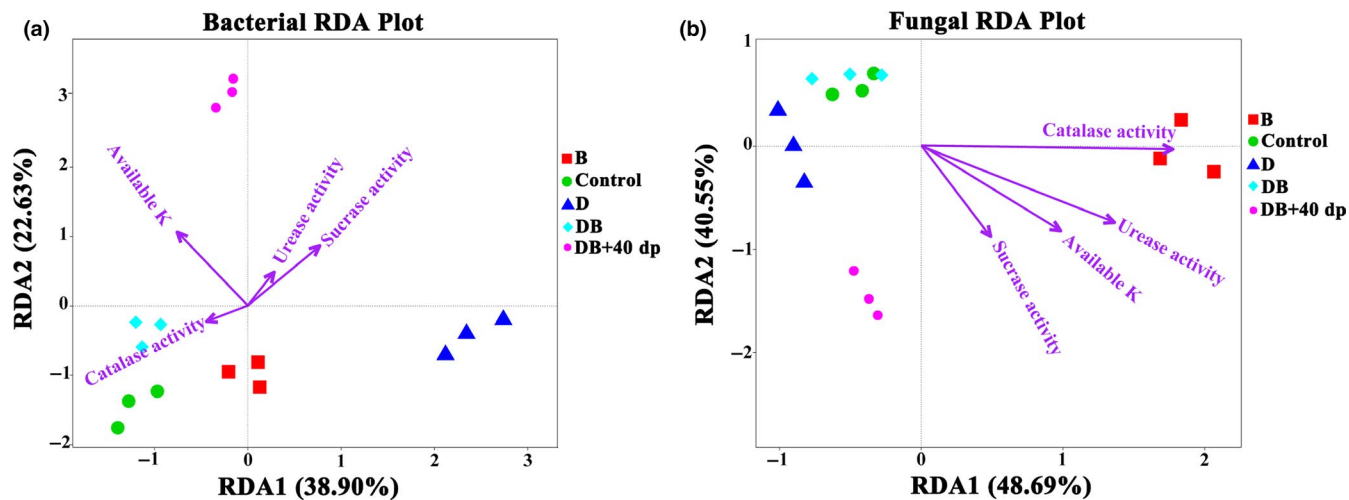 (a)
Bacterial RDA Plot
RDA2 (22.63%)
3
2
1
0
−1
−2
−1
0
1
2
3
RDA1 (38.90%)
Available K
Urease activity
Sucrase activity
Catalase activity
B
Control
D
DB
DB+40 dp
(b)
Fungal RDA Plot
RDA2 (40.55%)
1
0
−1
−2
−1
0
1
2
RDA1 (48.69%)
Catalase activity
Urease activity
Available K
Sucrase activity
B
Control
D
DB
DB+40 dp